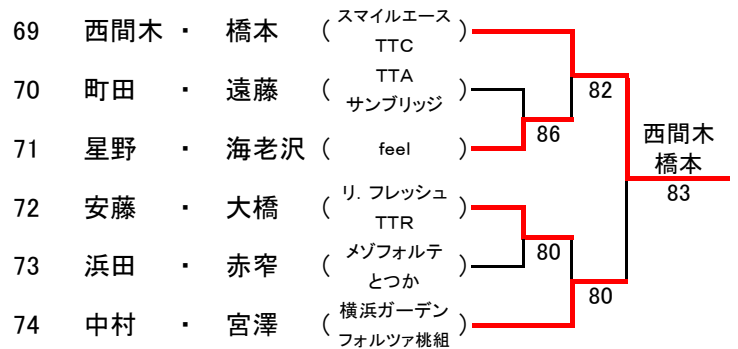 69 西間木 ・ 橋本 (スマイルエース
TTC)
70 町田 ・ 遠藤 (TTA
サンブリッジ)
71 星野 ・ 海老沢 ( feel )
72 安藤 ・ 大橋 (リ. フレッシュ
TTR)
73 浜田 ・ 赤窄 (メゾフォルテ
とつか)
74 中村 ・ 宮澤 (横浜ガーデン
フォルツァ桃組)
86
82
80
80
西間木
橋本
83